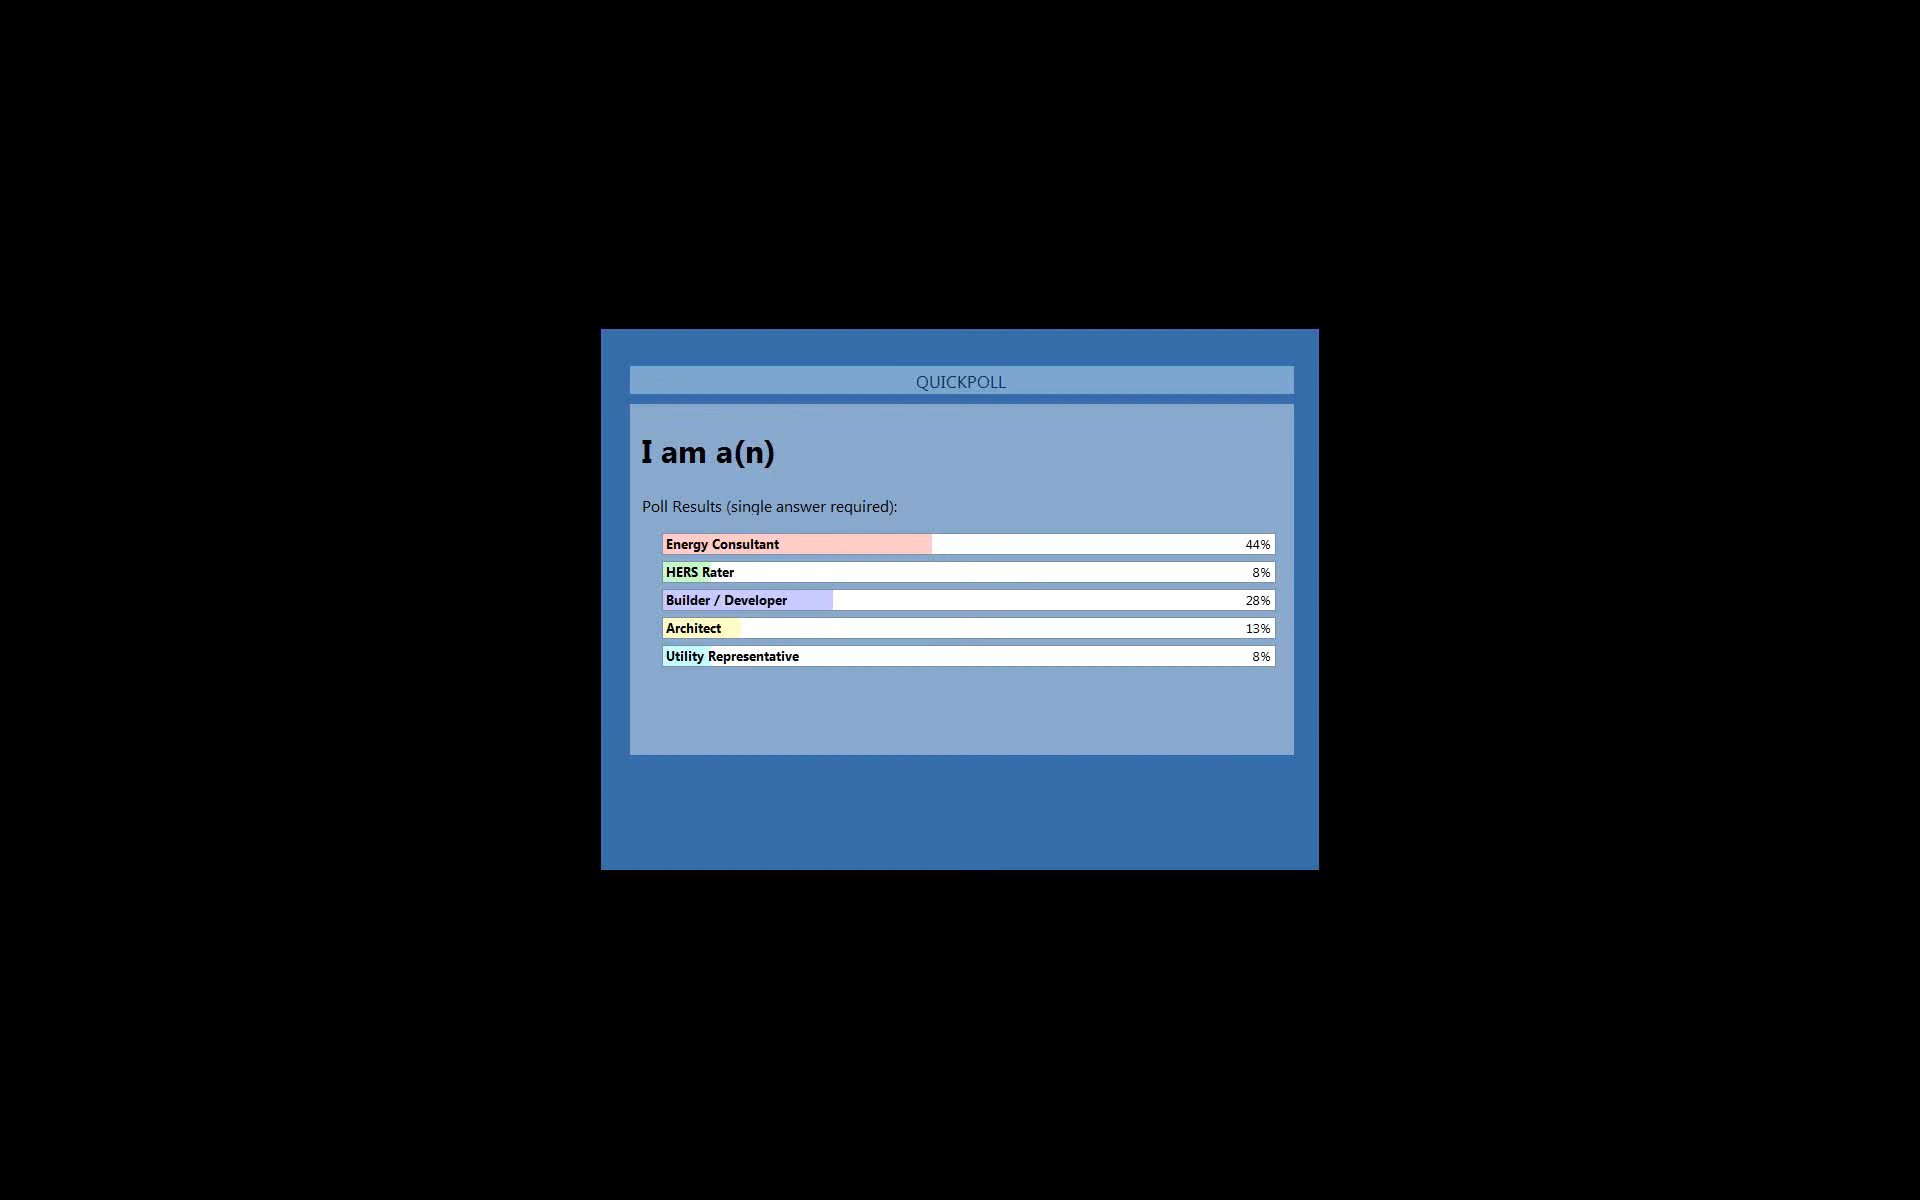 QUICKPOLL
I am a(n)
Poll Results (single answer required):
Energy Consultant 44%
HERS Rater 8%
Builder / Developer 28%
Architect 13%
Utility Representative 8%